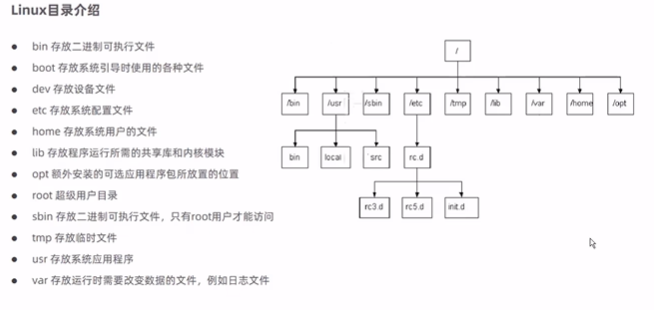 Linux目录介绍
bin 存放二进制可执行文件
boot 存放系统引导时使用的各种文件
dev 存放设备文件
etc 存放系统配置文件
home 存放系统用户的文件
lib 存放程序运行所需的共享库和内核模块
opt 额外安装的可选应用程序包所放置的位置
root 超级用户目录
sbin 存放二进制可执行文件，只有root用户才能访问
tmp 存放临时文件
usr 存放系统应用程序
var 存放运行时需要改变数据的文件，例如日志文件
/
/bin /usr /sbin /etc /tmp /lib /var /home /opt
bin local src rc.d
rc3.d rc5.d init.d